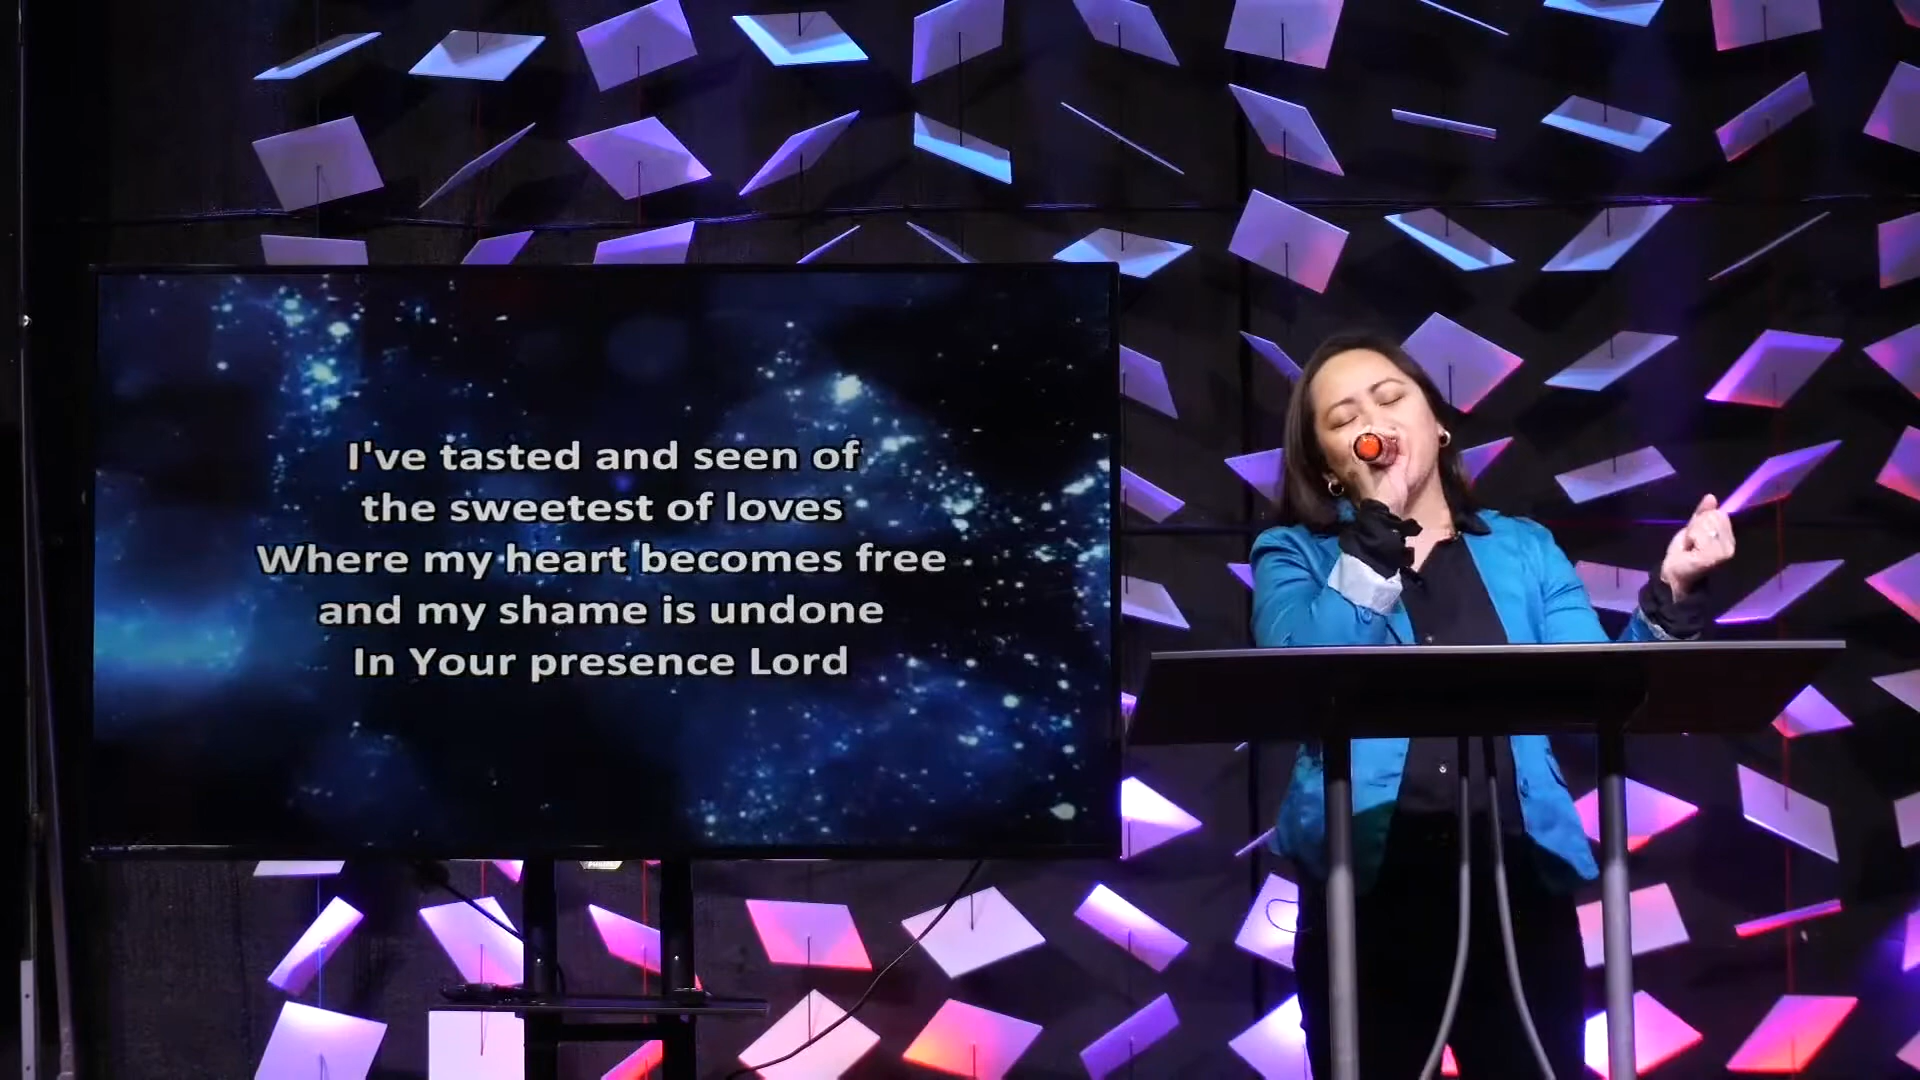 I've tasted and seen of
the sweetest of loves
Where my heart becomes free
and my shame is undone
In Your presence Lord